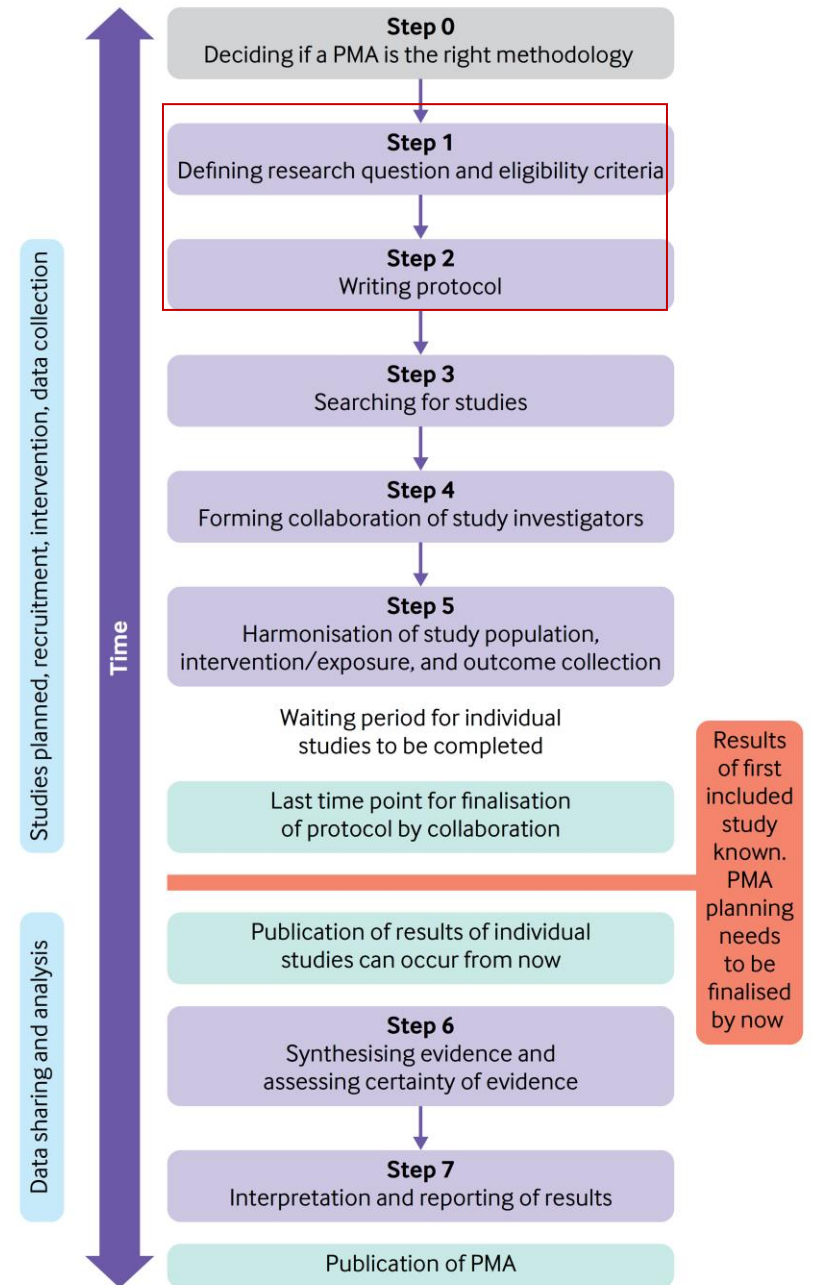 Step 0
Deciding if a PMA is the right methodology
Step 1
Defining research question and eligibility criteria
Step 2
Writing protocol
Step 3
Searching for studies
Step 4
Forming collaboration of study investigators
Step 5
Harmonisation of study population,
intervention/exposure, and outcome collection
Waiting period for individual
studies to be completed
Last time point for finalisation
of protocol by collaboration
Publication of results of individual
studies can occur from now
Step 6
Synthesising evidence and
assessing certainty of evidence
Step 7
Interpretation and reporting of results
Publication of PMA
Studies planned, recruitment, intervention, data collection
Data sharing and analysis
Time
Results
of first
included
study
known.
PMA
planning
needs
to be
finalised
by now